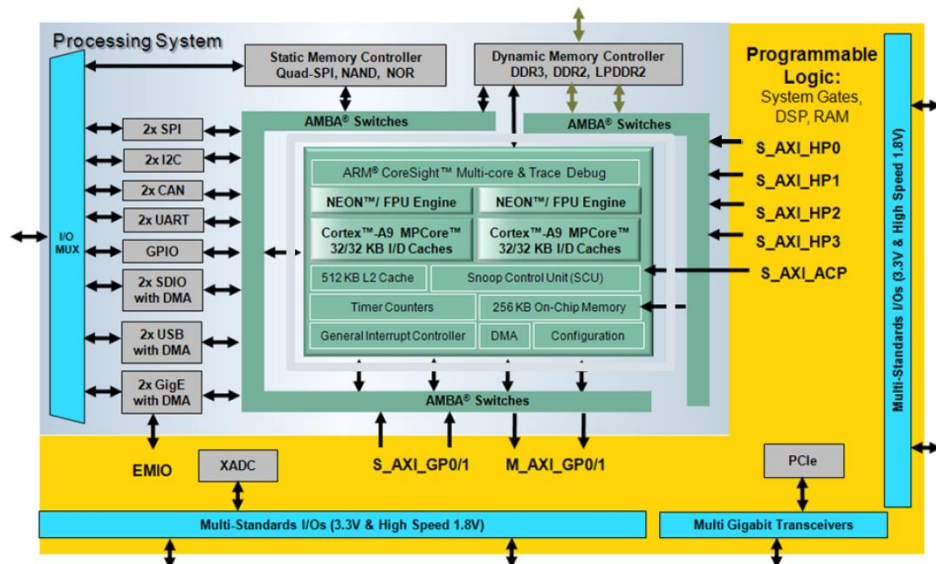 Processing System
Static Memory Controller
Quad-SPI, NAND, NOR
Dynamic Memory Controller
DDR3, DDR2, LPDDR2
Programmable
Logic:
System Gates,
DSP, RAM
AMBA® Switches
AMBA® Switches
I/O
MUX
2x SPI
2x I2C
2x CAN
2x UART
GPIO
2x SDIO
with DMA
2x USB
with DMA
2x GigE
with DMA
ARM® CoreSight™ Multi-core & Trace Debug
NEON™/ FPU Engine
NEON™/ FPU Engine
Cortex™-A9 MPCore™
32/32 KB I/D Caches
Cortex™-A9 MPCore™
32/32 KB I/D Caches
512 KB L2 Cache
Snoop Control Unit (SCU)
Timer Counters
256 KB On-Chip Memory
General Interrupt Controller
DMA
Configuration
S_AXI_HP0
S_AXI_HP1
S_AXI_HP2
S_AXI_HP3
S_AXI_ACP
Multi-Standards I/Os (3.3V & High Speed 1.8V)
AMBA® Switches
EMIO
XADC
S_AXI_GP0/1
M_AXI_GP0/1
PCIe
Multi-Standards I/Os (3.3V & High Speed 1.8V)
Multi Gigabit Transceivers